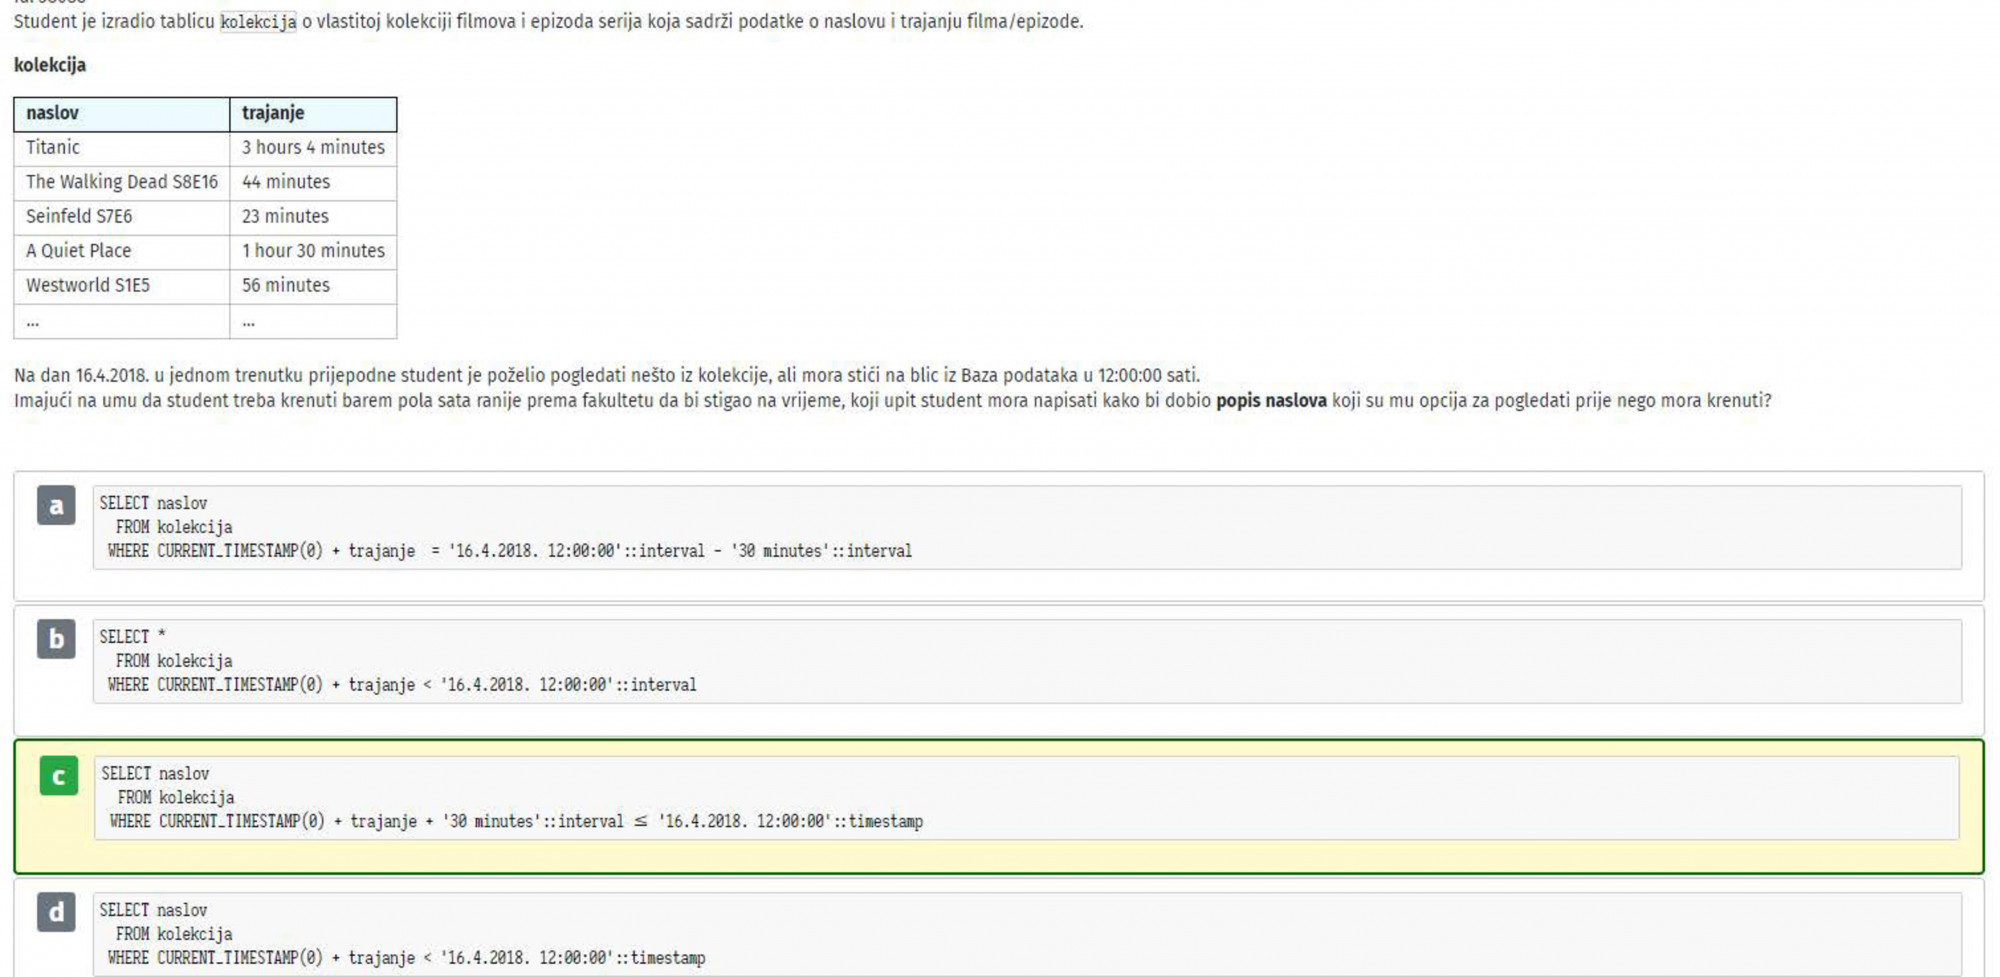 Student je izradio tablicu kolekcija o vlastitoj kolekciji filmova i epizoda serija koja sadrži podatke o naslovu i trajanju filma/epizode.
kolekcija
naslov trajanje
Titanic 3 hours 4 minutes
The Walking Dead S8E16 44 minutes
Seinfeld S7E6 23 minutes
A Quiet Place 1 hour 30 minutes
Westworld S1E5 56 minutes
... ...
Na dan 16.4.2018. u jednom trenutku prijepodne student je poželio pogledati nešto iz kolekcije, ali mora stići na blic iz Baza podataka u 12:00:00 sati.
Imajući na umu da student treba krenuti barem pola sata ranije prema fakultetu da bi stigao na vrijeme, koji upit student mora napisati kako bi dobio popis naslova koji su mu opcija za pogledati prije nego mora krenuti?
a
SELECT naslov
FROM kolekcija
WHERE CURRENT_TIMESTAMP(0) + trajanje = '16.4.2018. 12:00:00'::interval - '30 minutes'::interval
b
SELECT *
FROM kolekcija
WHERE CURRENT_TIMESTAMP(0) + trajanje < '16.4.2018. 12:00:00'::interval
c
SELECT naslov
FROM kolekcija
WHERE CURRENT_TIMESTAMP(0) + trajanje + '30 minutes'::interval ≤ '16.4.2018. 12:00:00'::timestamp
d
SELECT naslov
FROM kolekcija
WHERE CURRENT_TIMESTAMP(0) + trajanje < '16.4.2018. 12:00:00'::timestamp